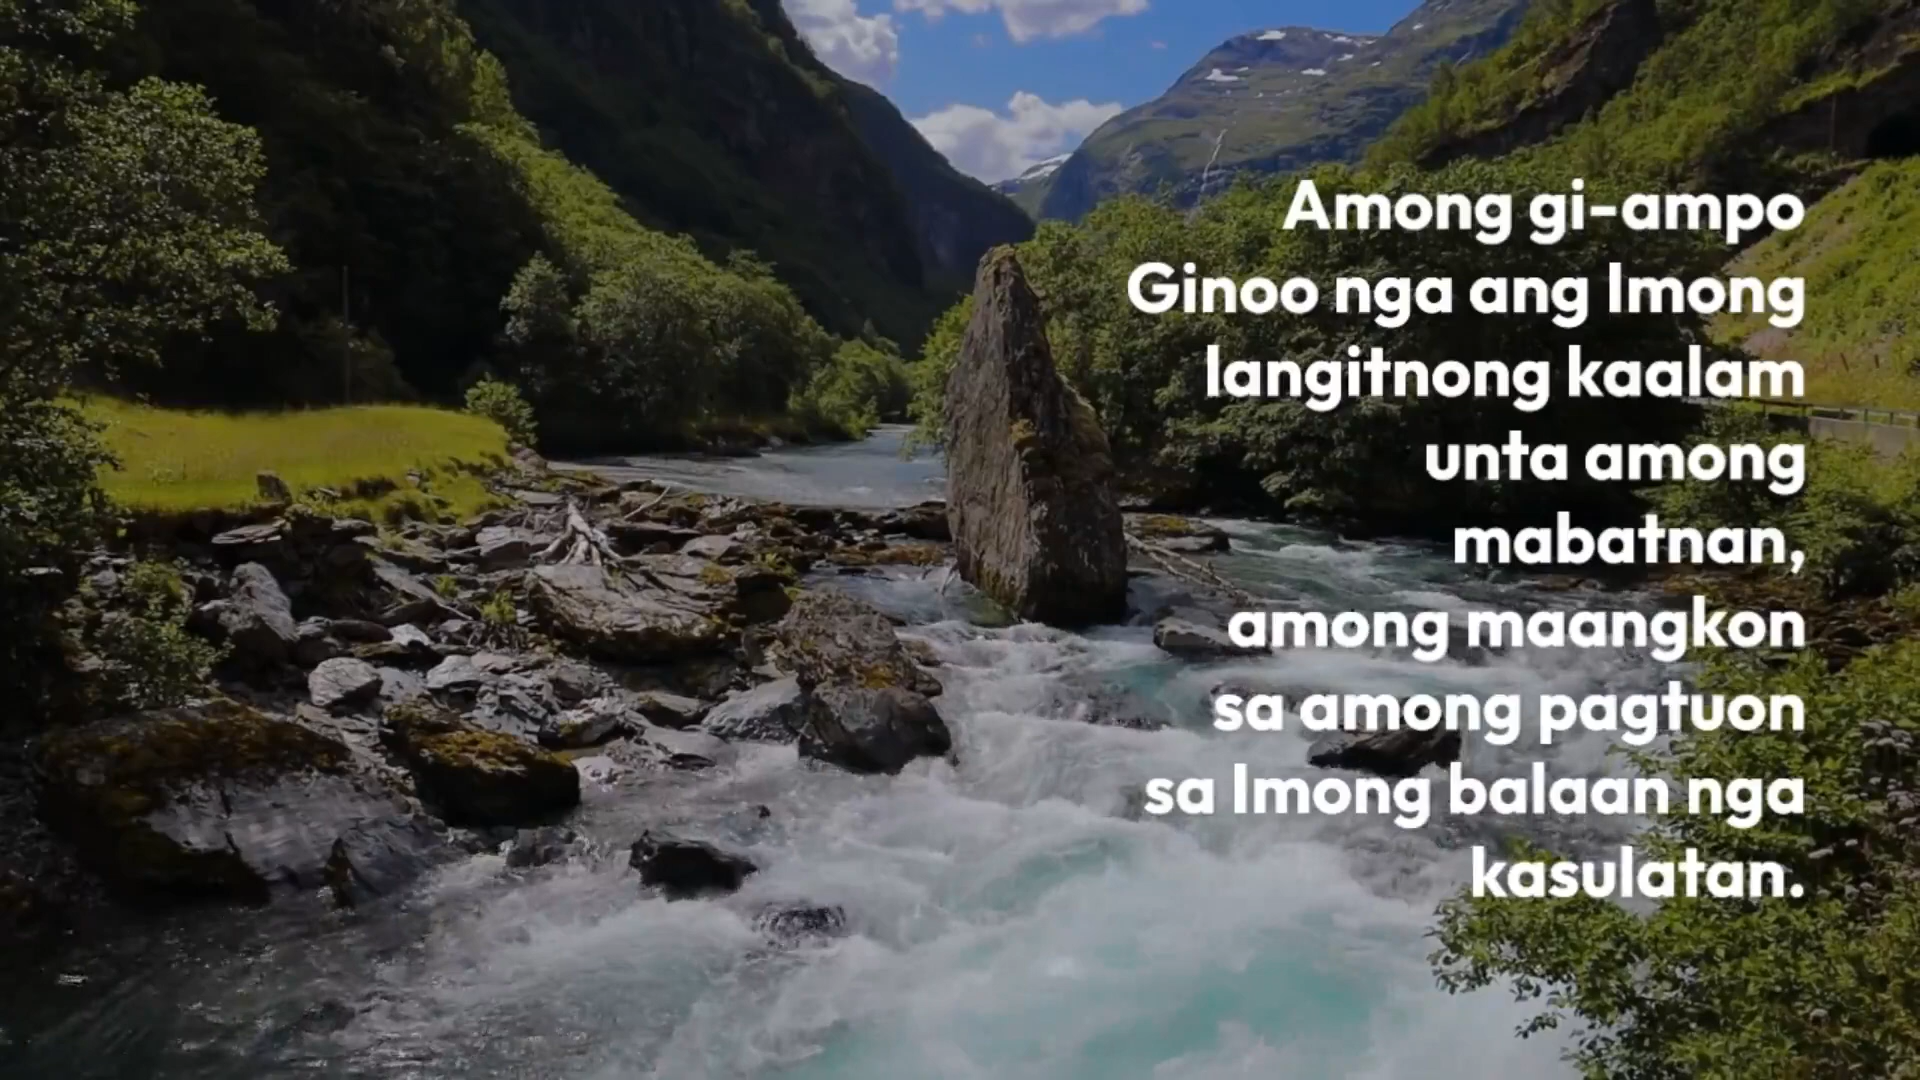 Among gi-ampo
Ginoo nga ang Imong
langitnong kaalam
unta among
mabatnan,
among maangkon
sa among pagtuon
sa Imong balaan nga
kasulatan.